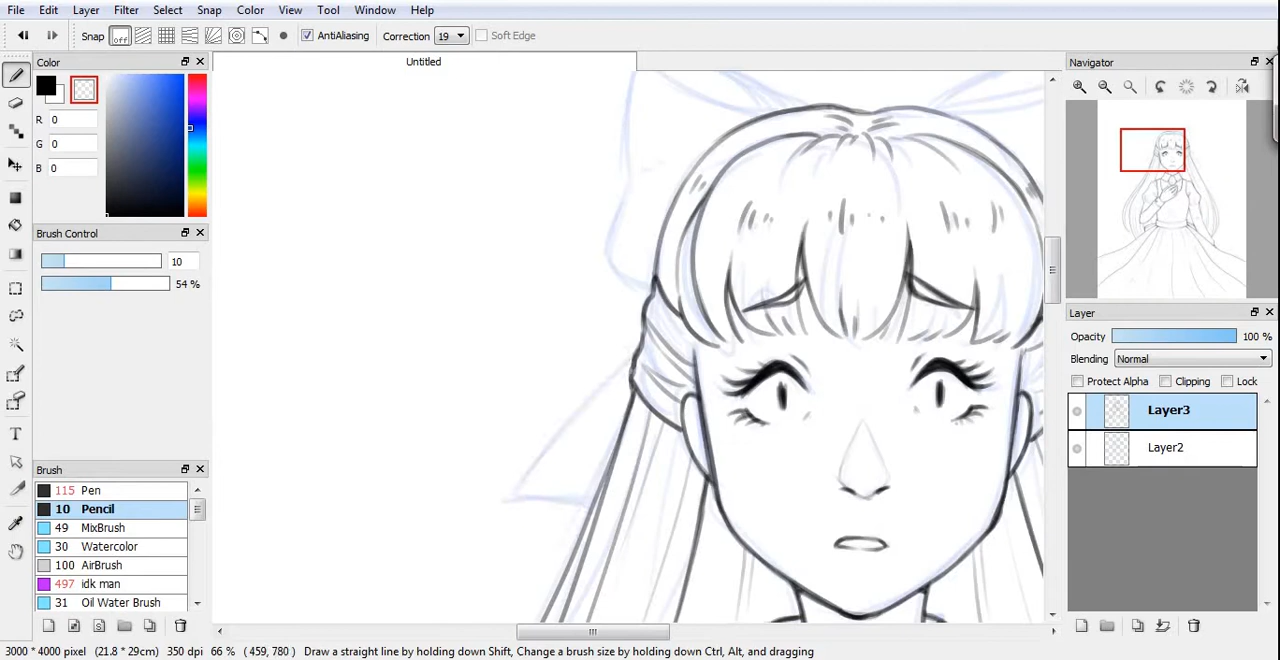 File Edit Layer Filter Select Snap Color View Tool Window Help
Snap off AntiAliasing Correction 19 Soft Edge
Color
R 0
G 0
B 0
Brush Control
10
54 %
Brush
115 Pen
10 Pencil
49 MixBrush
30 Watercolor
100 AirBrush
497 idk man
31 Oil Water Brush
Untitled
Navigator
Layer
Opacity 100 %
Blending Normal
Protect Alpha Clipping Lock
Layer3
Layer2
3000 * 4000 pixel (21.8 * 29cm) 350 dpi 66 % ( 459, 780 ) Draw a straight line by holding down Shift, Change a brush size by holding down Ctrl, Alt, and dragging